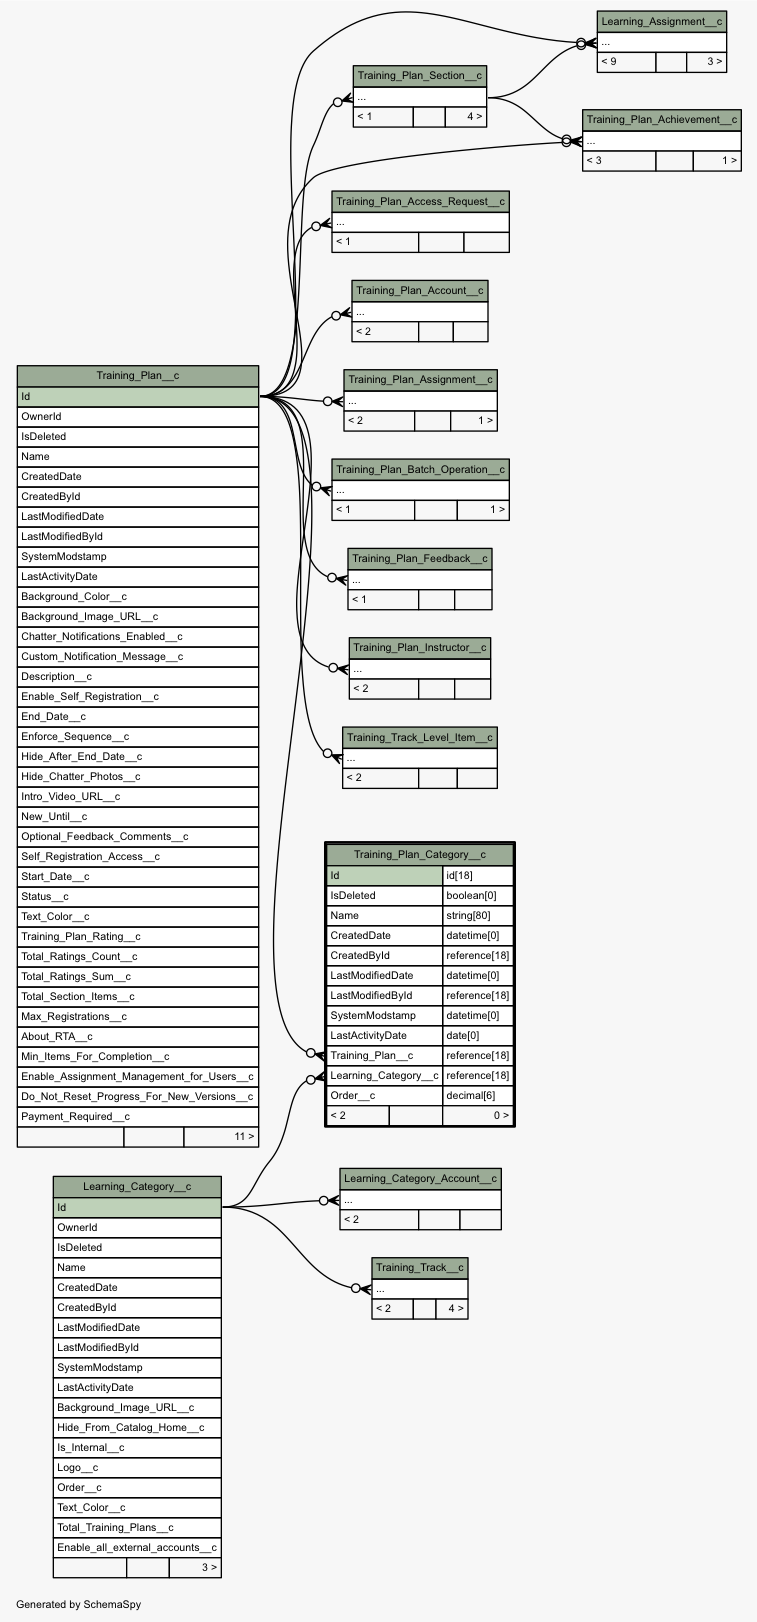 Learning_Assignment__c
...
< 9 3 >
Training_Plan_Section__c
...
< 1 4 >
Training_Plan_Achievement__c
...
< 3 1 >
Training_Plan_Access_Request__c
...
< 1
Training_Plan_Account__c
...
< 2
Training_Plan_Assignment__c
...
< 2 1 >
Training_Plan_Batch_Operation__c
...
< 1 1 >
Training_Plan_Feedback__c
...
< 1
Training_Plan_Instructor__c
...
< 2
Training_Track_Level_Item__c
...
< 2
Training_Plan__c
Id
OwnerId
IsDeleted
Name
CreatedDate
CreatedById
LastModifiedDate
LastModifiedById
SystemModstamp
LastActivityDate
Background_Color__c
Background_Image_URL__c
Chatter_Notifications_Enabled__c
Custom_Notification_Message__c
Description__c
Enable_Self_Registration__c
End_Date__c
Enforce_Sequence__c
Hide_After_End_Date__c
Hide_Chatter_Photos__c
Intro_Video_URL__c
New_Until__c
Optional_Feedback_Comments__c
Self_Registration_Access__c
Start_Date__c
Status__c
Text_Color__c
Training_Plan_Rating__c
Total_Ratings_Count__c
Total_Ratings_Sum__c
Total_Section_Items__c
Max_Registrations__c
About_RTA__c
Min_Items_For_Completion__c
Enable_Assignment_Management_for_Users__c
Do_Not_Reset_Progress_For_New_Versions__c
Payment_Required__c
11 >
Training_Plan_Category__c
Id id[18]
IsDeleted boolean[0]
Name string[80]
CreatedDate datetime[0]
CreatedById reference[18]
LastModifiedDate datetime[0]
LastModifiedById reference[18]
SystemModstamp datetime[0]
LastActivityDate date[0]
Training_Plan__c reference[18]
Learning_Category__c reference[18]
Order__c decimal[6]
< 2 0 >
Learning_Category__c
Id
OwnerId
IsDeleted
Name
CreatedDate
CreatedById
LastModifiedDate
LastModifiedById
SystemModstamp
LastActivityDate
Background_Image_URL__c
Hide_From_Catalog_Home__c
Is_Internal__c
Logo__c
Order__c
Text_Color__c
Total_Training_Plans__c
Enable_all_external_accounts__c
3 >
Learning_Category_Account__c
...
< 2
Training_Track__c
...
< 2 4 >
Generated by SchemaSpy